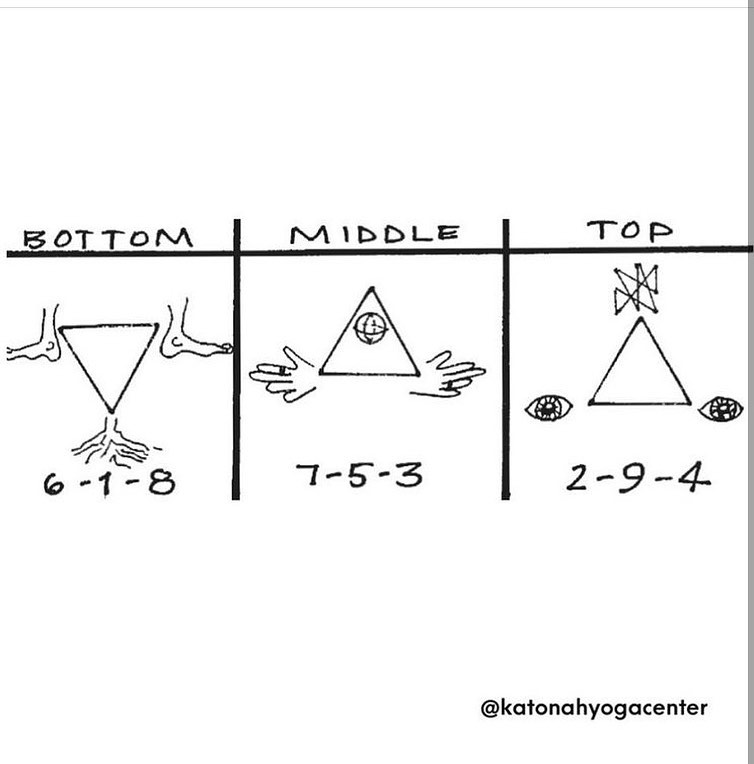 BOTTOM
MIDDLE
TOP
6-1-8
7-5-3
2-9-4
@katonahyogacenter